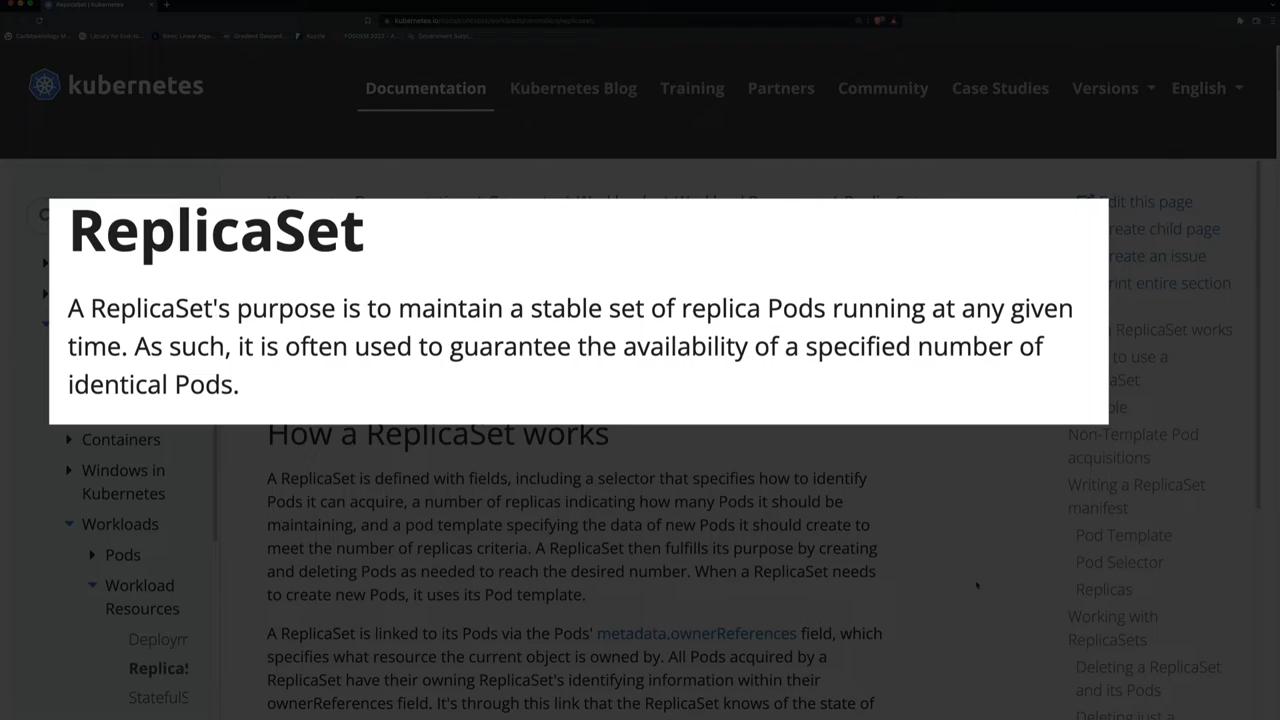 ReplicaSet | Kubernetes
kubernetes
Documentation
Kubernetes Blog
Training
Partners
Community
Case Studies
Versions
English
ReplicaSet
A ReplicaSet's purpose is to maintain a stable set of replica Pods running at any given
time. As such, it is often used to guarantee the availability of a specified number of
identical Pods.
Containers
Windows in
Kubernetes
Workloads
Pods
Workload
Resources
Deployr
Replica
StatefulS
How a ReplicaSet works
A ReplicaSet is defined with fields, including a selector that specifies how to identify
Pods it can acquire, a number of replicas indicating how many Pods it should be
maintaining, and a pod template specifying the data of new Pods it should create to
meet the number of replicas criteria. A ReplicaSet then fulfills its purpose by creating
and deleting Pods as needed to reach the desired number. When a ReplicaSet needs
to create new Pods, it uses its Pod template.
A ReplicaSet is linked to its Pods via the Pods' metadata.ownerReferences field, which
specifies what resource the current object is owned by. All Pods acquired by a
ReplicaSet have their owning ReplicaSet's identifying information within their
ownerReferences field. It's through this link that the ReplicaSet knows of the state of
dit this page
reate child page
reate an issue
rint entire section
ReplicaSet works
to use a
aSet
ple
Non-Template Pod
acquisitions
Writing a ReplicaSet
manifest
Pod Template
Pod Selector
Replicas
Working with
ReplicaSets
Deleting a ReplicaSet
and its Pods
Deleting just a